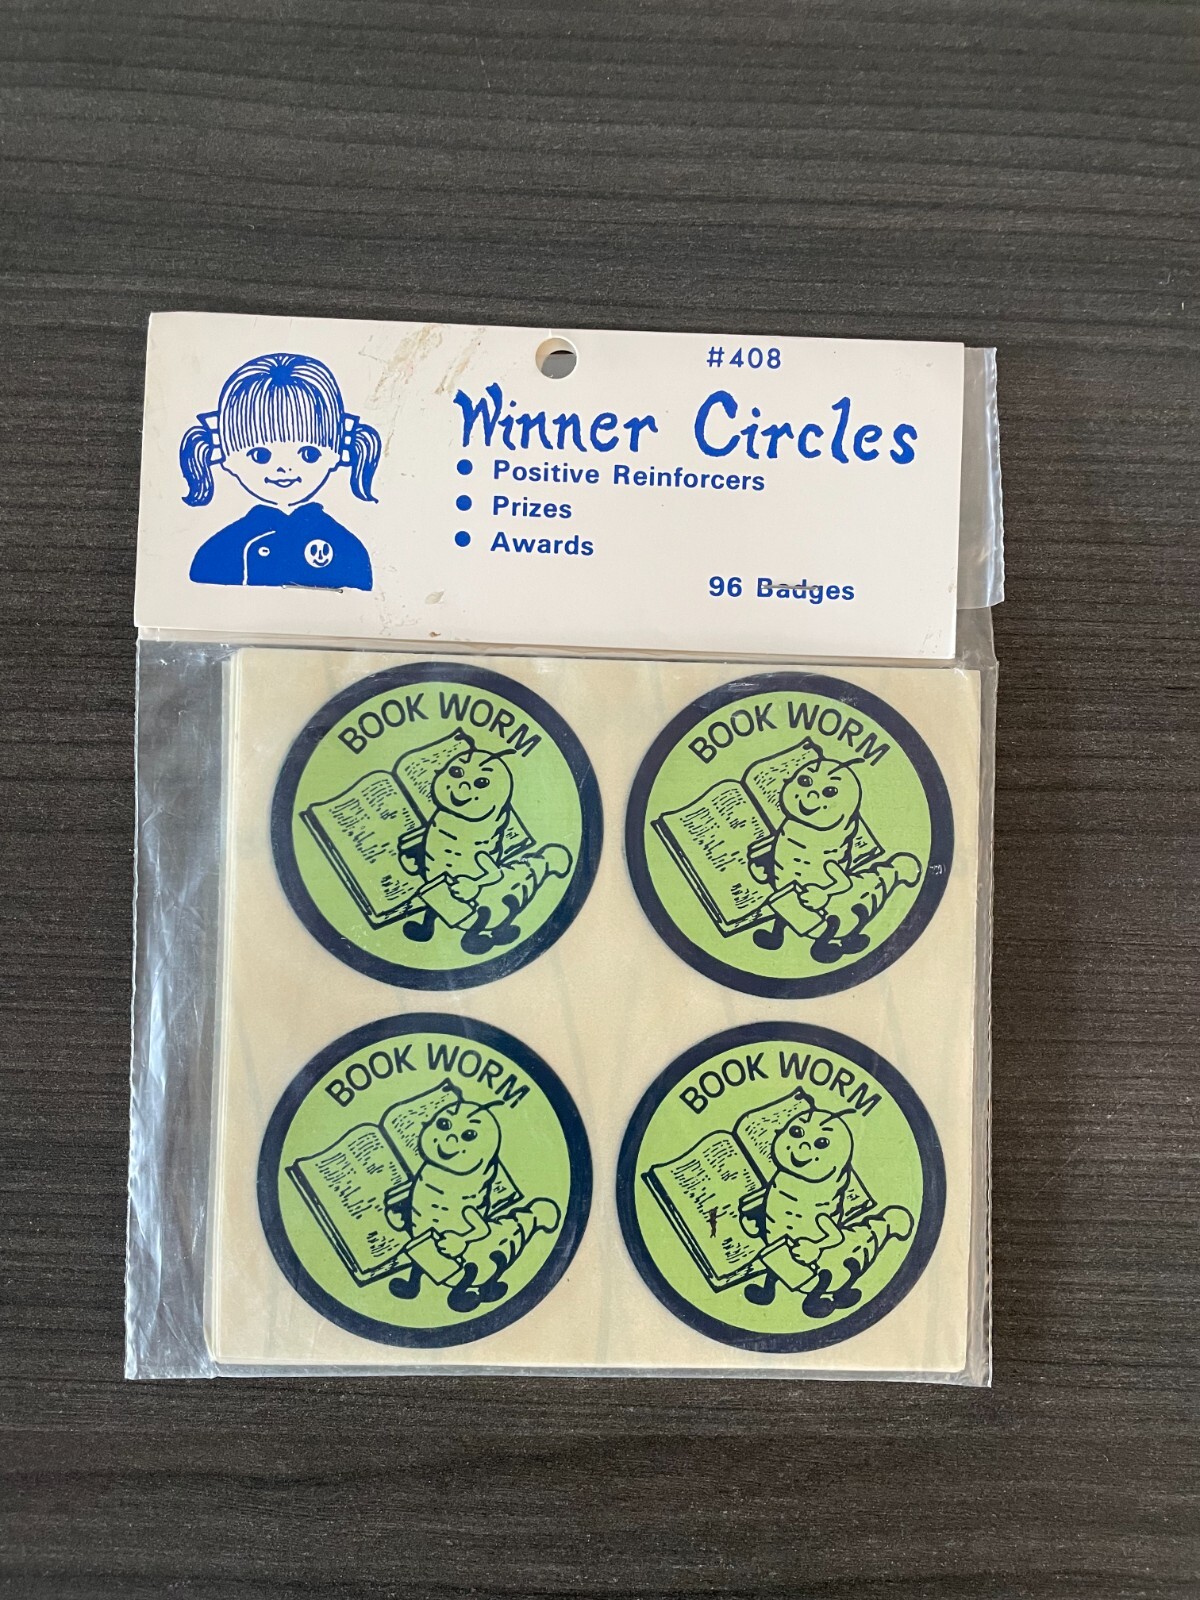 #408
Winner Circles
● Positive Reinforcers
● Prizes
● Awards
96 Badges
BOOK WORM
BOOK WORM
BOOK WORM
BOOK WORM